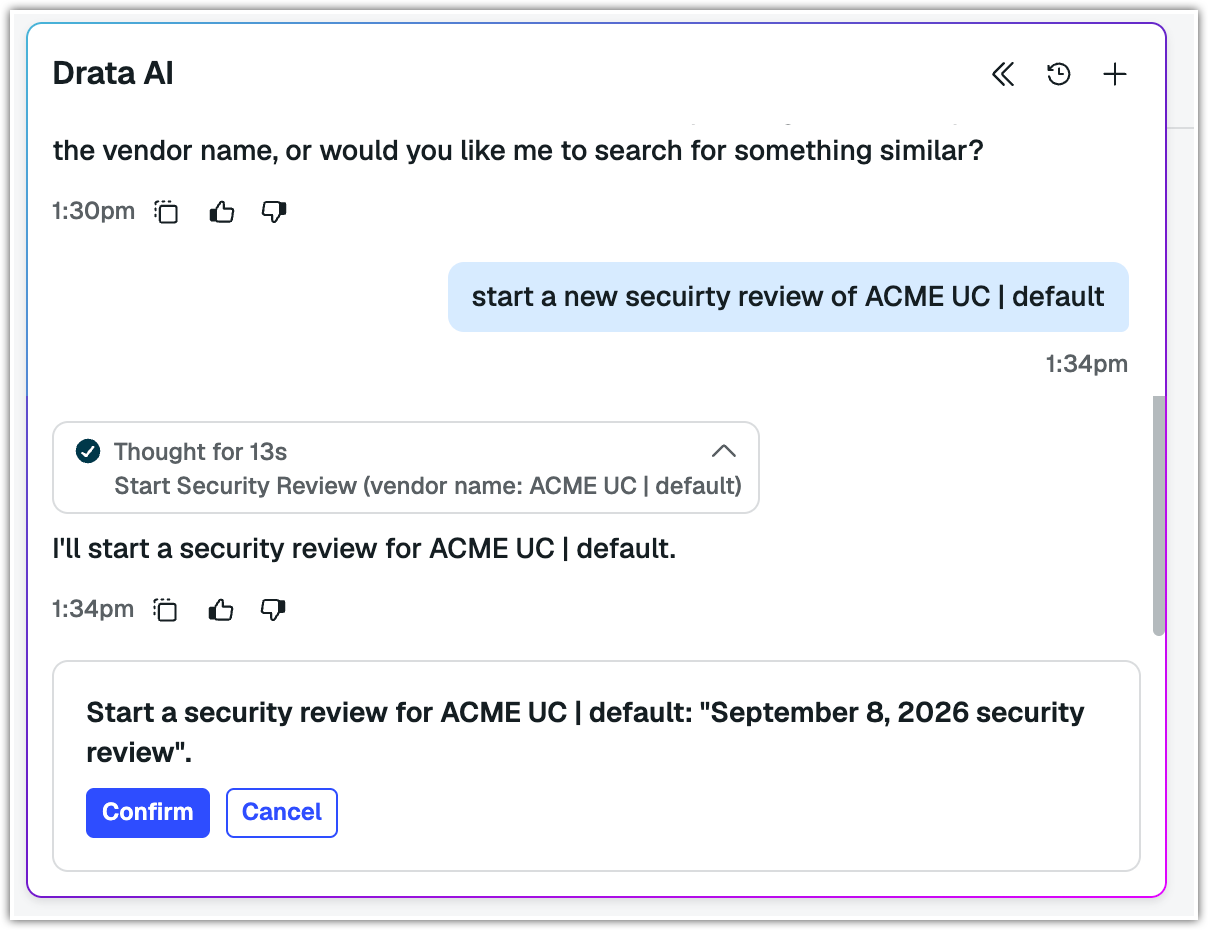 Drata AI
the vendor name, or would you like me to search for something similar?
1:30pm
start a new secuirty review of ACME UC | default
1:34pm
Thought for 13s
Start Security Review (vendor name: ACME UC | default)
I'll start a security review for ACME UC | default.
1:34pm
Start a security review for ACME UC | default: "September 8, 2026 security
review".
Confirm
Cancel